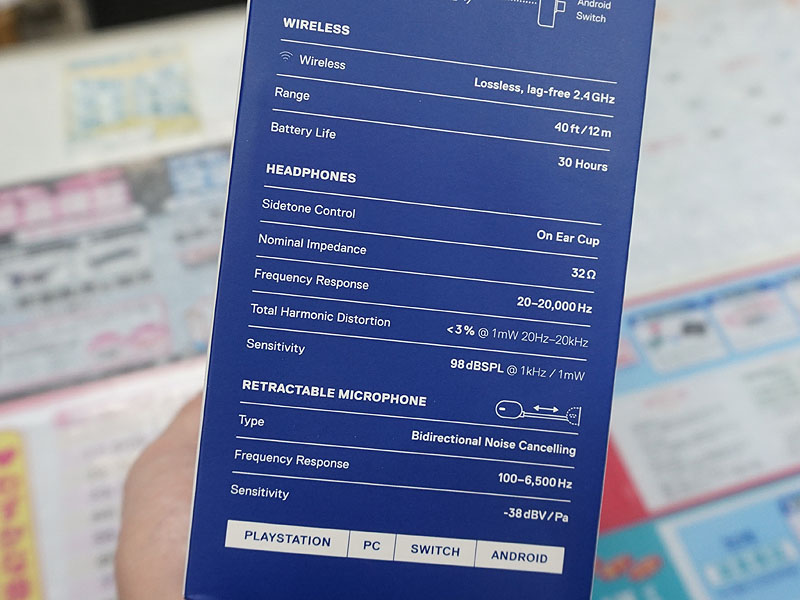 Android
Switch
WIRELESS
Wireless Lossless, lag-free 2.4GHz
Range 40ft/12m
Battery Life 30 Hours
HEADPHONES
Sidetone Control On Ear Cup
Nominal Impedance 32Ω
Frequency Response 20–20,000Hz
Total Harmonic Distortion <3% @ 1mW 20Hz–20kHz
Sensitivity 98dBSPL @ 1kHz / 1mW
RETRACTABLE MICROPHONE
Type Bidirectional Noise Cancelling
Frequency Response 100–6,500Hz
Sensitivity -38dBV/Pa
PLAYSTATION PC SWITCH ANDROID